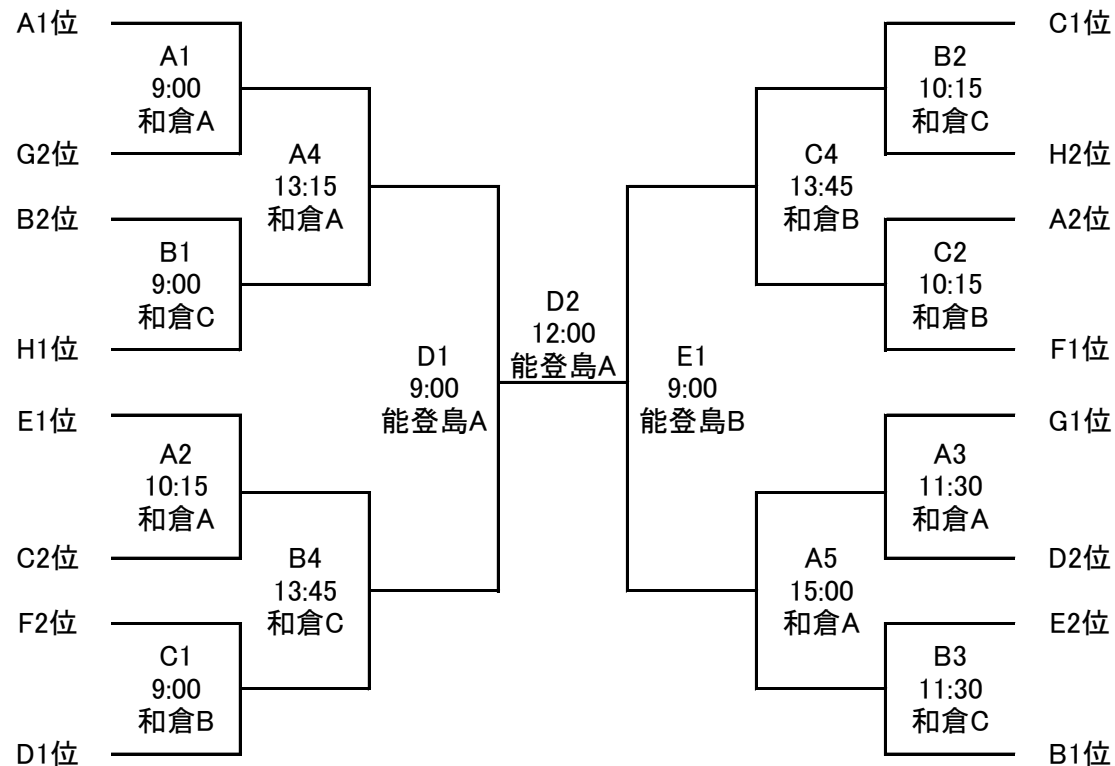 A1位
A1
9:00
和倉A
G2位
A4
13:15
和倉A
B2位
B1
9:00
和倉C
H1位
D1
9:00
能登島A
E1位
A2
10:15
和倉A
C2位
B4
13:45
和倉C
F2位
C1
9:00
和倉B
D1位
D2
12:00
能登島A
C1位
B2
10:15
和倉C
H2位
C4
13:45
和倉B
A2位
C2
10:15
和倉B
F1位
E1
9:00
能登島B
G1位
A3
11:30
和倉A
D2位
A5
15:00
和倉A
E2位
B3
11:30
和倉C
B1位